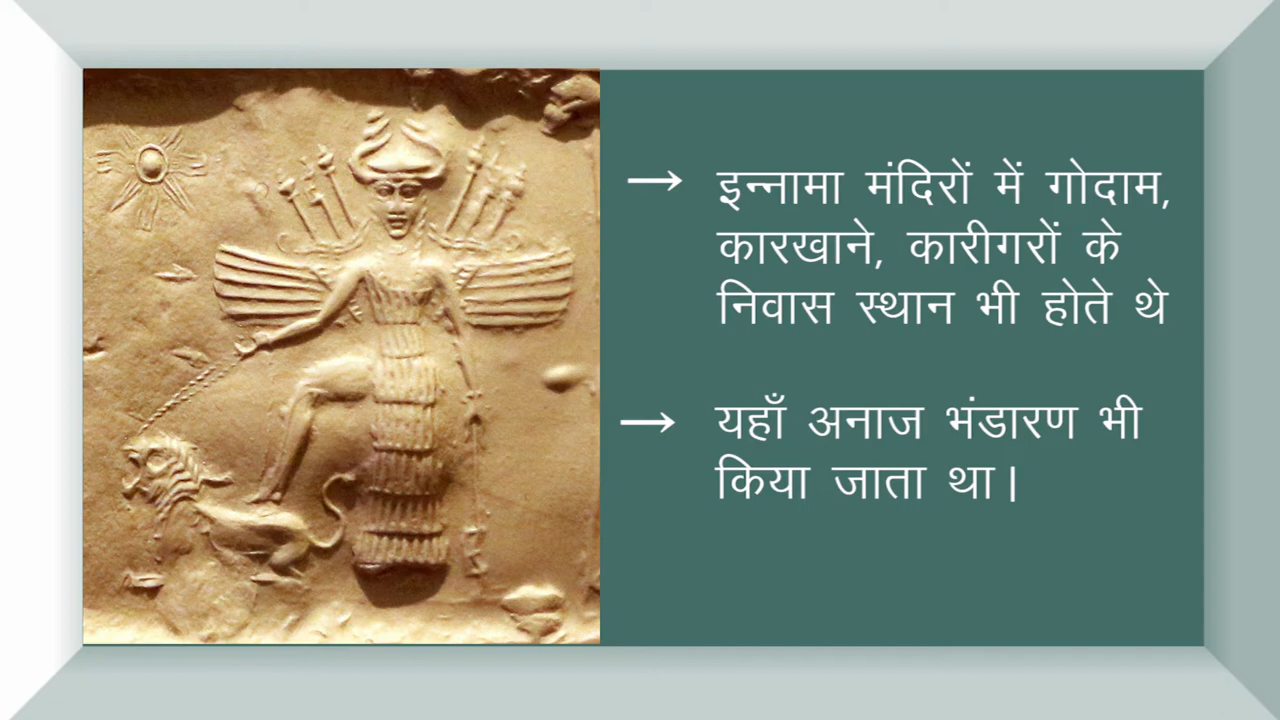 → इन्नामा मंदिरों में गोदाम,
कारखाने, कारीगरों के
निवास स्थान भी होते थे
→ यहाँ अनाज भंडारण भी
किया जाता था।